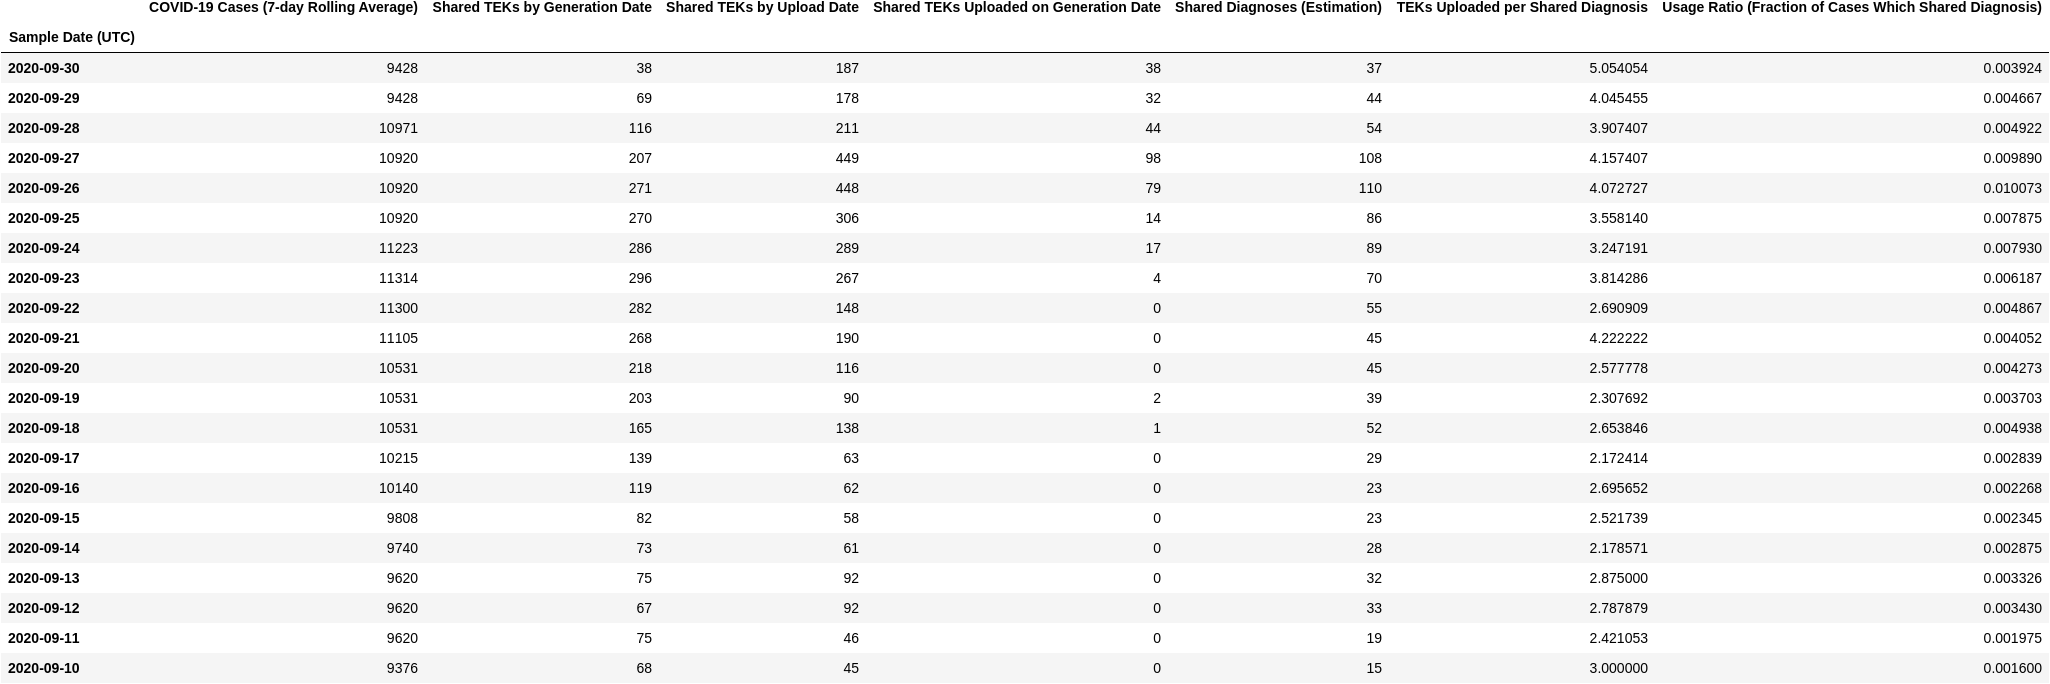 COVID-19 Cases (7-day Rolling Average) Shared TEKs by Generation Date Shared TEKs by Upload Date Shared TEKs Uploaded on Generation Date Shared Diagnoses (Estimation) TEKs Uploaded per Shared Diagnosis Usage Ratio (Fraction of Cases Which Shared Diagnosis)
Sample Date (UTC)
2020-09-30 9428 38 187 38 37 5.054054 0.003924
2020-09-29 9428 69 178 32 44 4.045455 0.004667
2020-09-28 10971 116 211 44 54 3.907407 0.004922
2020-09-27 10920 207 449 98 108 4.157407 0.009890
2020-09-26 10920 271 448 79 110 4.072727 0.010073
2020-09-25 10920 270 306 14 86 3.558140 0.007875
2020-09-24 11223 286 289 17 89 3.247191 0.007930
2020-09-23 11314 296 267 4 70 3.814286 0.006187
2020-09-22 11300 282 148 0 55 2.690909 0.004867
2020-09-21 11105 268 190 0 45 4.222222 0.004052
2020-09-20 10531 218 116 0 45 2.577778 0.004273
2020-09-19 10531 203 90 2 39 2.307692 0.003703
2020-09-18 10531 165 138 1 52 2.653846 0.004938
2020-09-17 10215 139 63 0 29 2.172414 0.002839
2020-09-16 10140 119 62 0 23 2.695652 0.002268
2020-09-15 9808 82 58 0 23 2.521739 0.002345
2020-09-14 9740 73 61 0 28 2.178571 0.002875
2020-09-13 9620 75 92 0 32 2.875000 0.003326
2020-09-12 9620 67 92 0 33 2.787879 0.003430
2020-09-11 9620 75 46 0 19 2.421053 0.001975
2020-09-10 9376 68 45 0 15 3.000000 0.001600